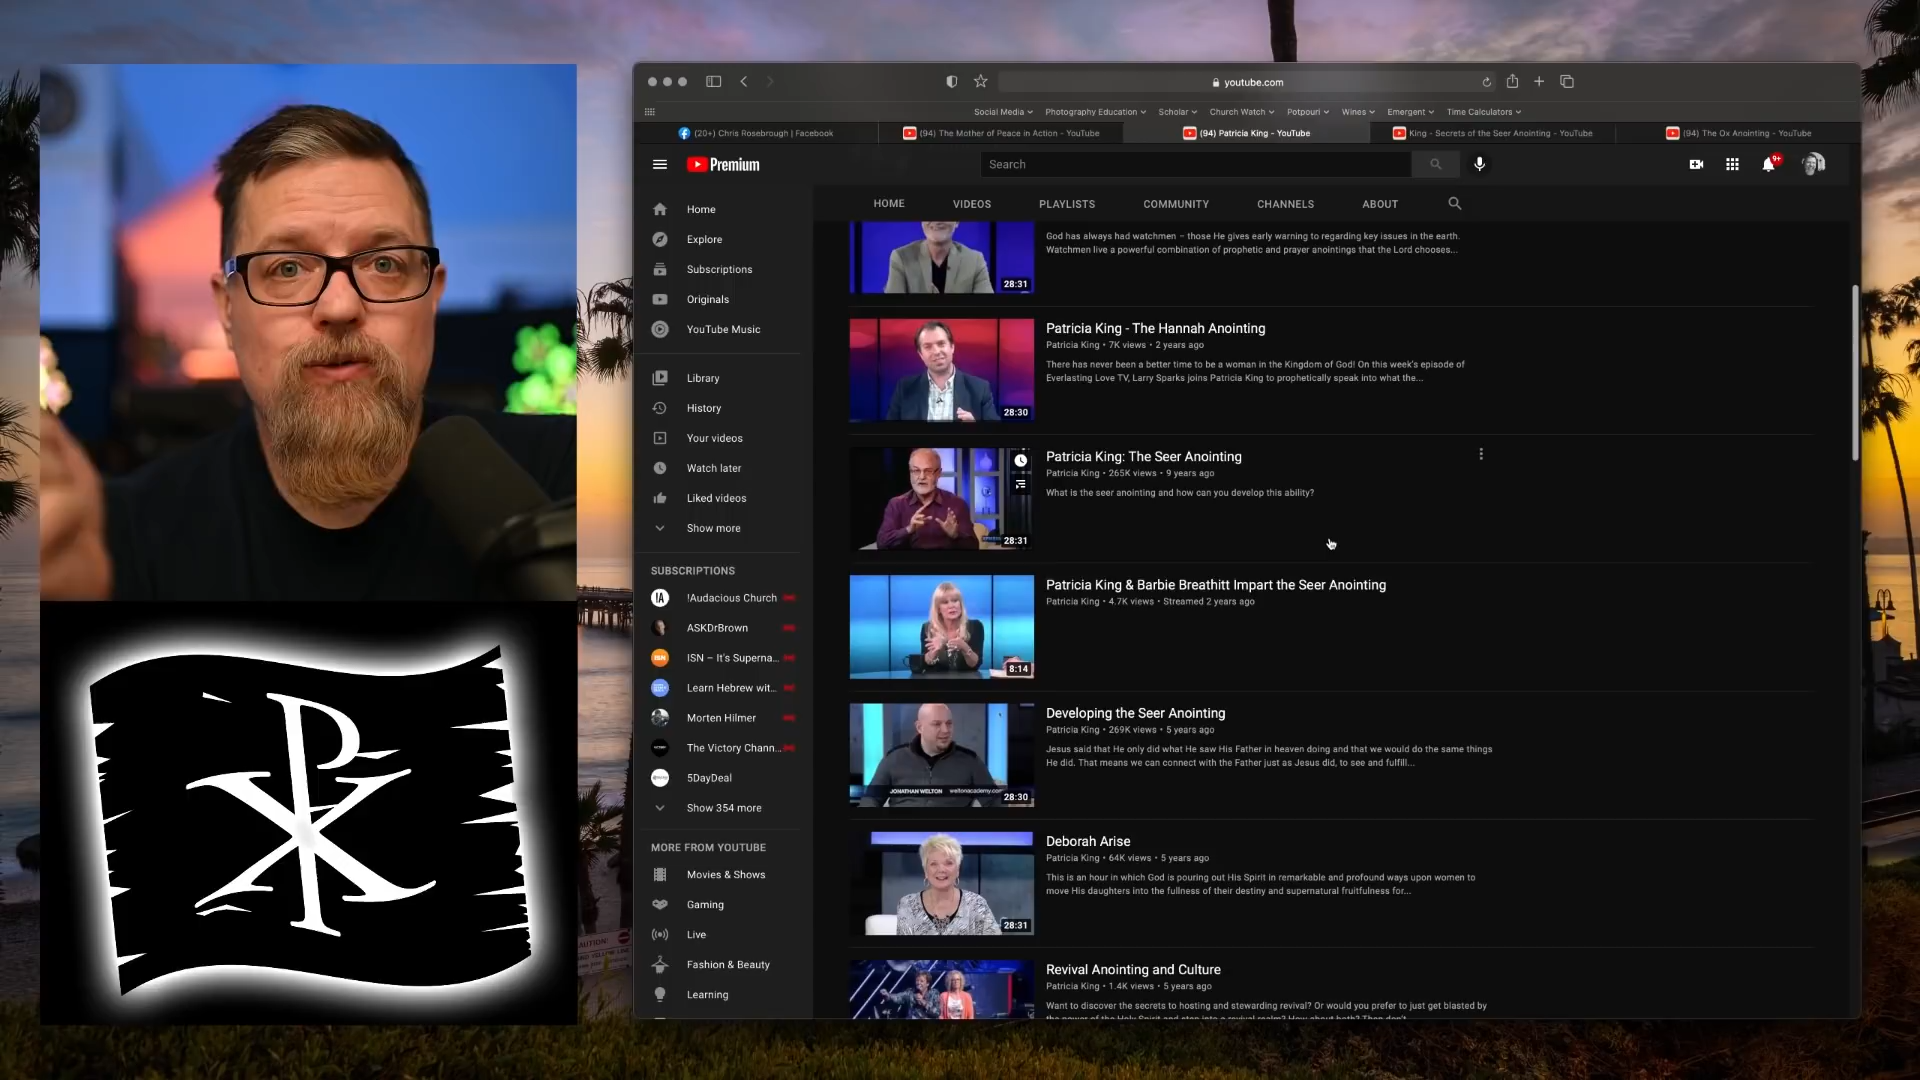 youtube.com
Social Media
Photography Education
Scholar
Church Watch
Potpouri
Wines
Emergent
Time Calculators
(20+) Chris Rosebrough | Facebook
(94) The Mother of Peace in Action - YouTube
(94) Patricia King - YouTube
King - Secrets of the Seer Anointing - YouTube
(94) The Ox Anointing - YouTube
Premium
Search
9+
HOME
VIDEOS
PLAYLISTS
COMMUNITY
CHANNELS
ABOUT
Home
Explore
Subscriptions
Originals
YouTube Music
Library
History
Your videos
Watch later
Liked videos
Show more
SUBSCRIPTIONS
!Audacious Church
ASKDrBrown
ISN – It's Superna...
Learn Hebrew wit...
Morten Hilmer
The Victory Chann...
5DayDeal
Show 354 more
MORE FROM YOUTUBE
Movies & Shows
Gaming
Live
Fashion & Beauty
Learning
God has always had watchmen – those He gives early warning to regarding key issues in the earth.
Watchmen live a powerful combination of prophetic and prayer anointings that the Lord chooses...
28:31
Patricia King - The Hannah Anointing
Patricia King • 7K views • 2 years ago
There has never been a better time to be a woman in the Kingdom of God! On this week's episode of
Everlasting Love TV, Larry Sparks joins Patricia King to prophetically speak into what the...
28:30
Patricia King: The Seer Anointing
Patricia King • 265K views • 9 years ago
What is the seer anointing and how can you develop this ability?
28:31
Patricia King & Barbie Breathitt Impart the Seer Anointing
Patricia King • 4.7K views • Streamed 2 years ago
8:14
Developing the Seer Anointing
Patricia King • 269K views • 5 years ago
Jesus said that He only did what He saw His Father in heaven doing and that we would do the same things
He did. That means we can connect with the Father just as Jesus did, to see and fulfill...
JONATHAN WELTON weltonacademy.com
28:30
Deborah Arise
Patricia King • 64K views • 5 years ago
This is an hour in which God is pouring out His Spirit in remarkable and profound ways upon women to
move His daughters into the fullness of their destiny and supernatural fruitfulness for...
28:31
Revival Anointing and Culture
Patricia King • 1.4K views • 5 years ago
Want to discover the secrets to hosting and stewarding revival? Or would you prefer to just get blasted by